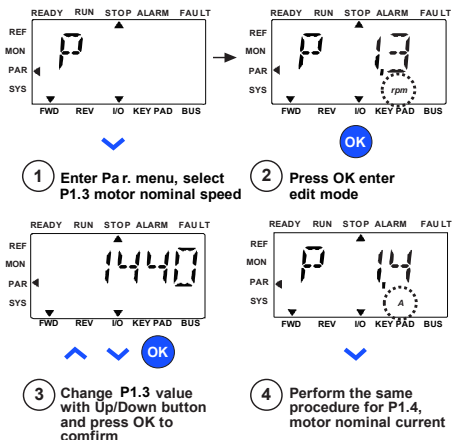 READY RUN STOP ALARM FAULT
REF
MON
PAR
SYS
P
FWD REV I/O KEYPAD BUS
1 Enter Par. menu, select
P1.3 motor nominal speed
READY RUN STOP ALARM FAULT
REF
MON
PAR
SYS
P 1.3
rpm
FWD REV I/O KEYPAD BUS
OK
2 Press OK enter
edit mode
READY RUN STOP ALARM FAULT
REF
MON
PAR
SYS
1440
FWD REV I/O KEYPAD BUS
OK
3 Change P1.3 value
with Up/Down button
and press OK to
comfirm
READY RUN STOP ALARM FAULT
REF
MON
PAR
SYS
P 1.4
A
FWD REV I/O KEYPAD BUS
4 Perform the same
procedure for P1.4,
motor nominal current